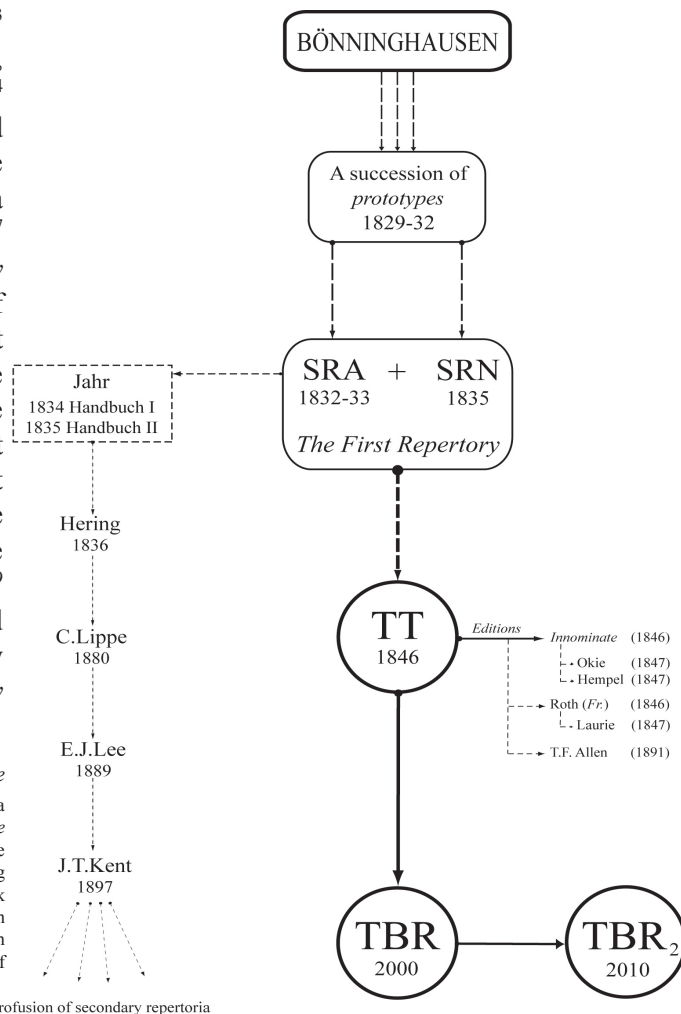 BÖNNINGHAUSEN
A succession of
prototypes
1829-32
SRA + SRN
1832-33 1835
The First Repertory
Jahr
1834 Handbuch I
1835 Handbuch II
Hering
1836
C.Lippe
1880
E.J.Lee
1889
J.T.Kent
1897
rofusion of secondary repertoria
TT
1846
Editions
Innominate (1846)
Okie (1847)
Hempel (1847)
Roth (Fr.) (1846)
Laurie (1847)
T.F. Allen (1891)
TBR
2000
TBR2
2010